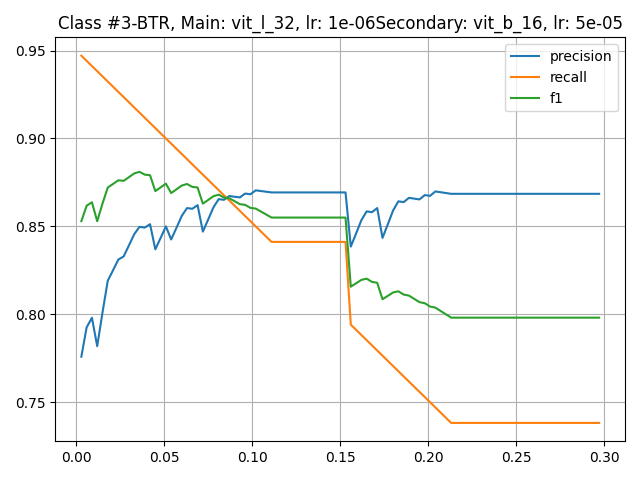 Class #3-BTR, Main: vit_l_32, lr: 1e-06Secondary: vit_b_16, lr: 5e-05
precision
recall
f1
0.95
0.90
0.85
0.80
0.75
0.00 0.05 0.10 0.15 0.20 0.25 0.30